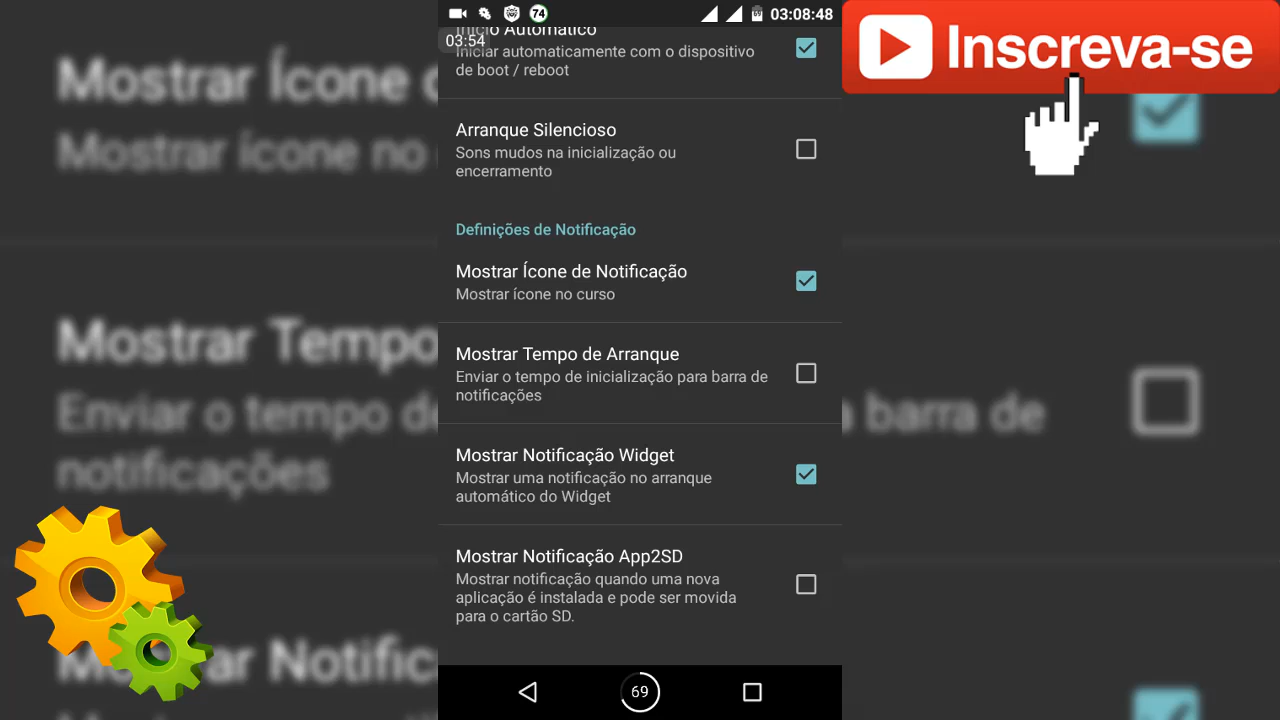 74
03:08:48
Início Automático
03:54
Iniciar automaticamente com o dispositivo
de boot / reboot
Arranque Silencioso
Sons mudos na inicialização ou
encerramento
Definições de Notificação
Mostrar Ícone de Notificação
Mostrar ícone no curso
Mostrar Tempo de Arranque
Enviar o tempo de inicialização para barra de
notificações
Mostrar Notificação Widget
Mostrar uma notificação no arranque
automático do Widget
Mostrar Notificação App2SD
Mostrar notificação quando uma nova
aplicação é instalada e pode ser movida
para o cartão SD.
69
Inscreva-se
Mostrar Ícone
Mostrar ícone no
Mostrar Tempo
Enviar o tempo de
notificações
barra de